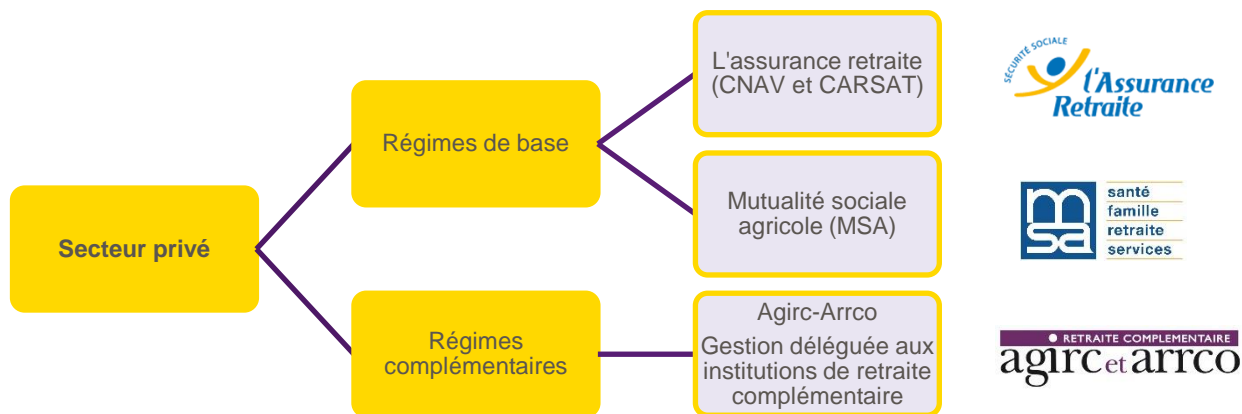 Secteur privé
Régimes de base
L'assurance retraite
(CNAV et CARSAT)
SÉCURITÉ SOCIALE
l'Assurance
Retraite
Mutualité sociale
agricole (MSA)
msa
santé
famille
retraite
services
Régimes
complémentaires
Agirc-Arrco
Gestion déléguée aux
institutions de retraite
complémentaire
RETRAITE COMPLEMENTAIRE
agirc et arrco